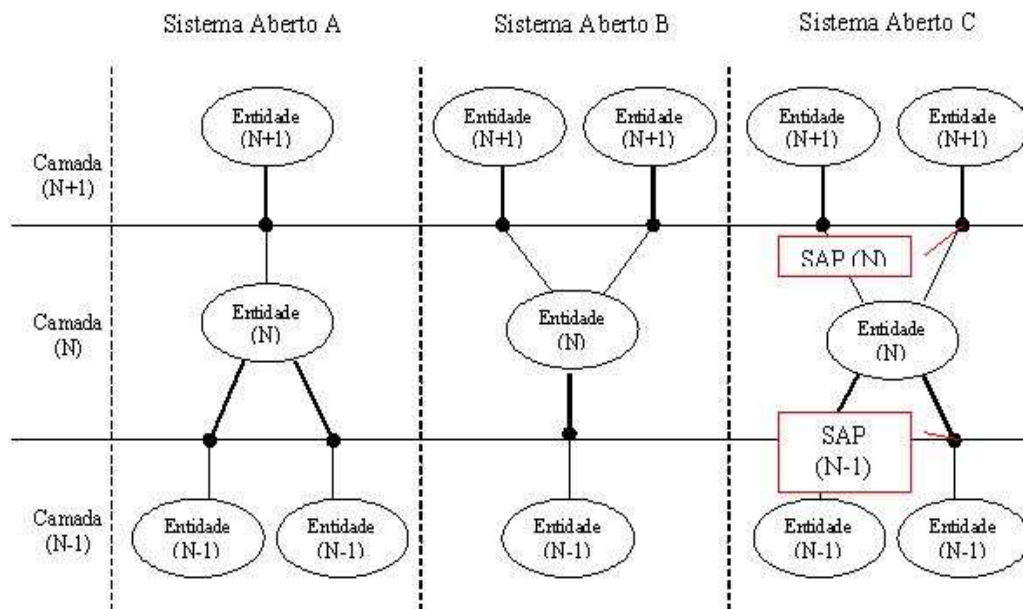 Sistema Aberto A
Sistema Aberto B
Sistema Aberto C
Camada
(N+1)
Entidade
(N+1)
Entidade
(N+1)
Entidade
(N+1)
Entidade
(N+1)
Entidade
(N+1)
SAP (N)
Camada
(N)
Entidade
(N)
Entidade
(N)
Entidade
(N)
SAP
(N-1)
Camada
(N-1)
Entidade
(N-1)
Entidade
(N-1)
Entidade
(N-1)
Entidade
(N-1)
Entidade
(N-1)